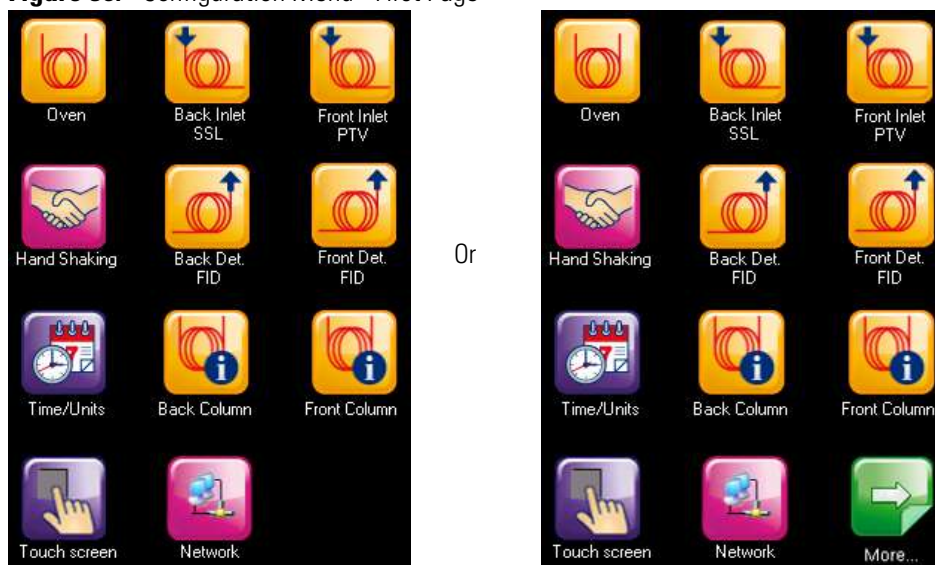 Figure Configuration Menu - First Page
Oven
Back Inlet
SSL
Front Inlet
PTV
Hand Shaking
Back Det.
FID
Front Det.
FID
Time/Units
Back Column
Front Column
Touch screen
Network
Or
Oven
Back Inlet
SSL
Front Inlet
PTV
Hand Shaking
Back Det.
FID
Front Det.
FID
Time/Units
Back Column
Front Column
Touch screen
Network
More...